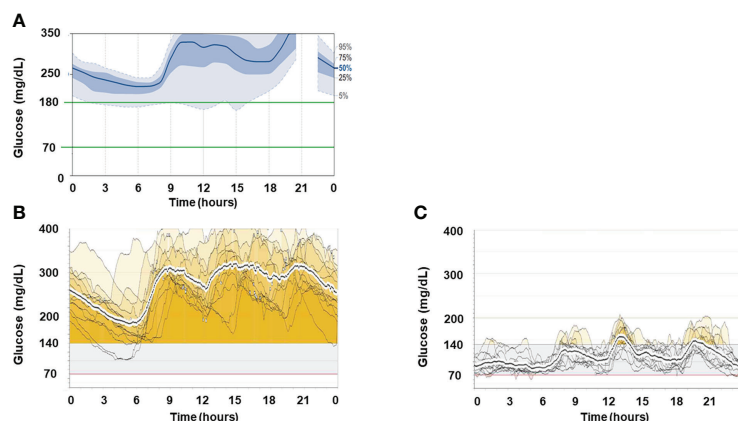 A
350
250
180
70
0
Glucose (mg/dL)
95%
75%
50%
25%
5%
0 3 6 9 12 15 18 21 0
Time (hours)
B
400
300
200
140
70
Glucose (mg/dL)
0 3 6 9 12 15 18 21 0
Time (hours)
C
400
300
200
140
70
Glucose (mg/dL)
0 3 6 9 12 15 18 21
Time (hours)